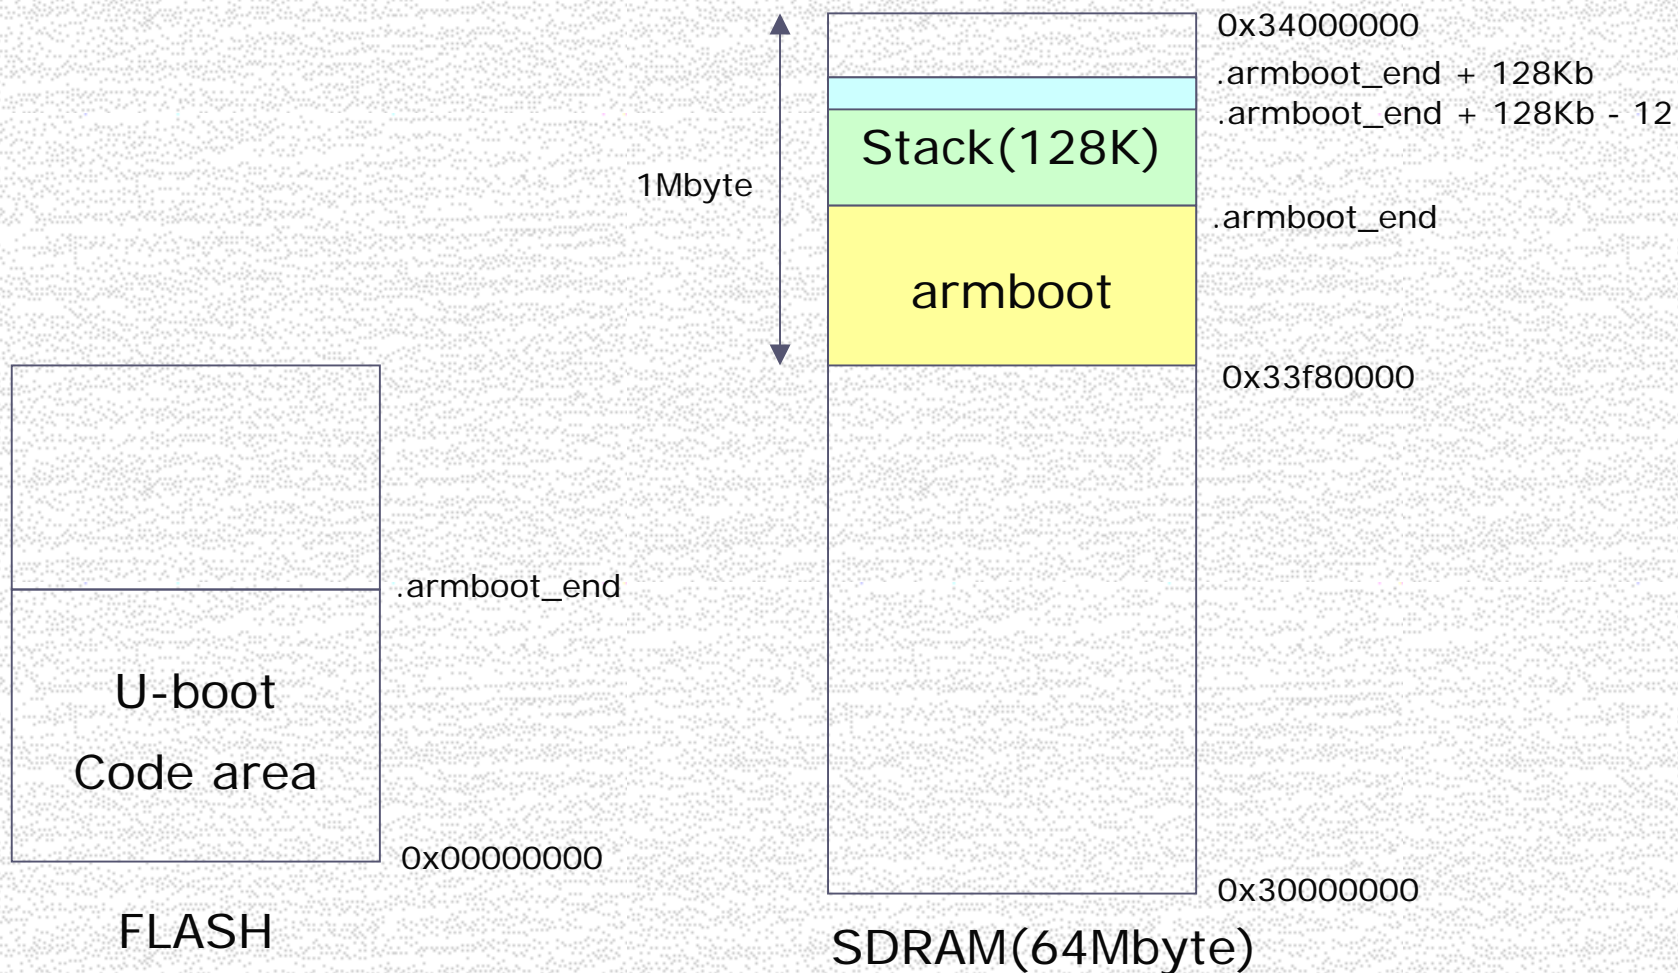 0x34000000
.armboot_end + 128Kb
.armboot_end + 128Kb - 12
Stack(128K)
1Mbyte
.armboot_end
armboot
0x33f80000
.armboot_end
U-boot
Code area
0x00000000
0x30000000
FLASH
SDRAM(64Mbyte)